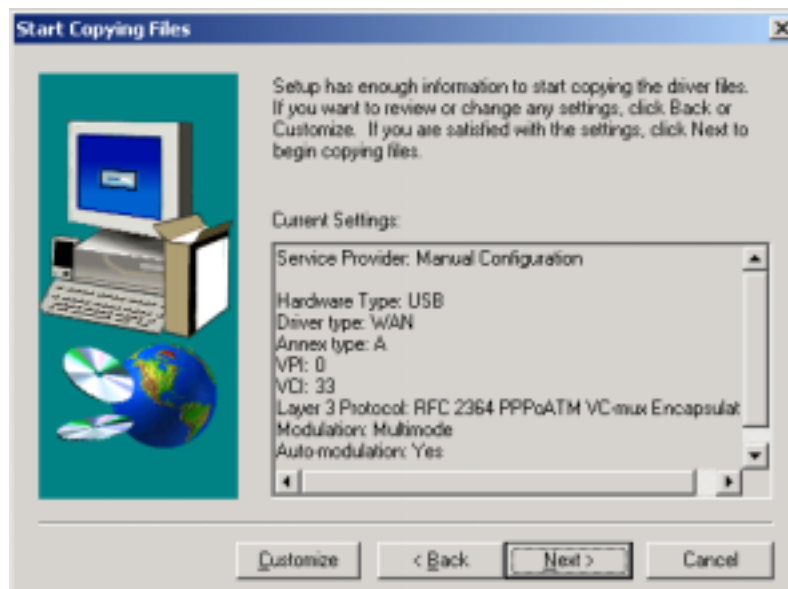 Start Copying Files
Setup has enough information to start copying the driver files.
If you want to review or change any settings, click Back or
Customize. If you are satisfied with the settings, click Next to
begin copying files.
Current Settings:
Service Provider: Manual Configuration
Hardware Type: USB
Driver type: WAN
Annex type: A
VPI: 0
VCI: 33
Layer 3 Protocol: RFC 2364 PPPoATM VC-mux Encapsulat
Modulation: Multimode
Auto-modulation: Yes
Customize
< Back
Next >
Cancel